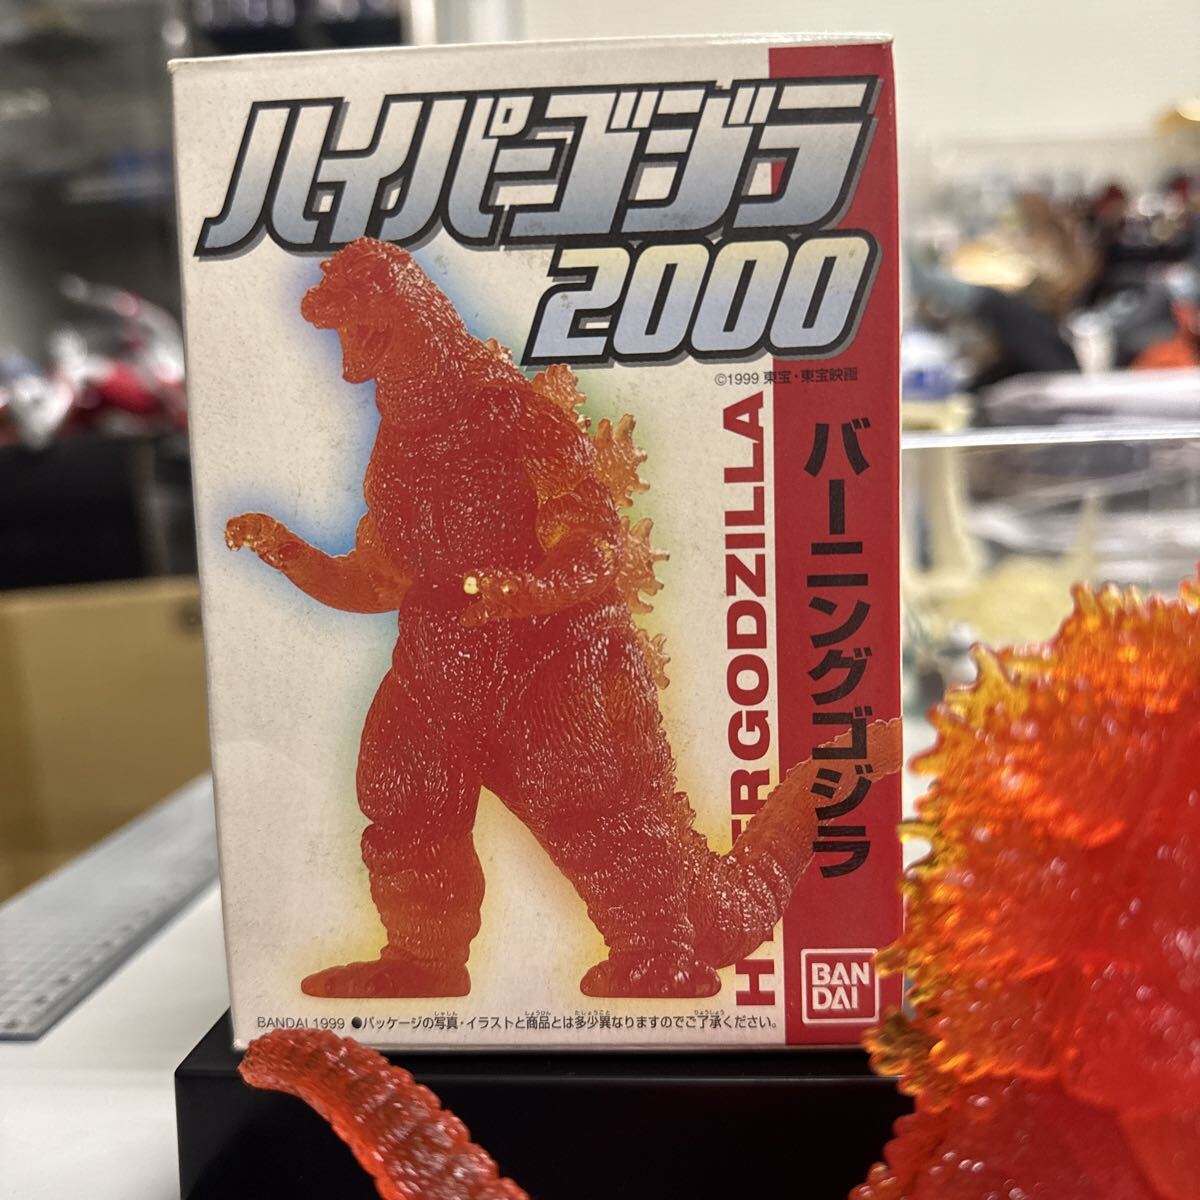 ハイパーゴジラ
2000
©1999 東宝・東宝映画
バーニングゴジラ
GODZILLA
BAN
DAI
BANDAI 1999 ●パッケージの写真・イラストと商品とは多少異なりますのでご了承ください。